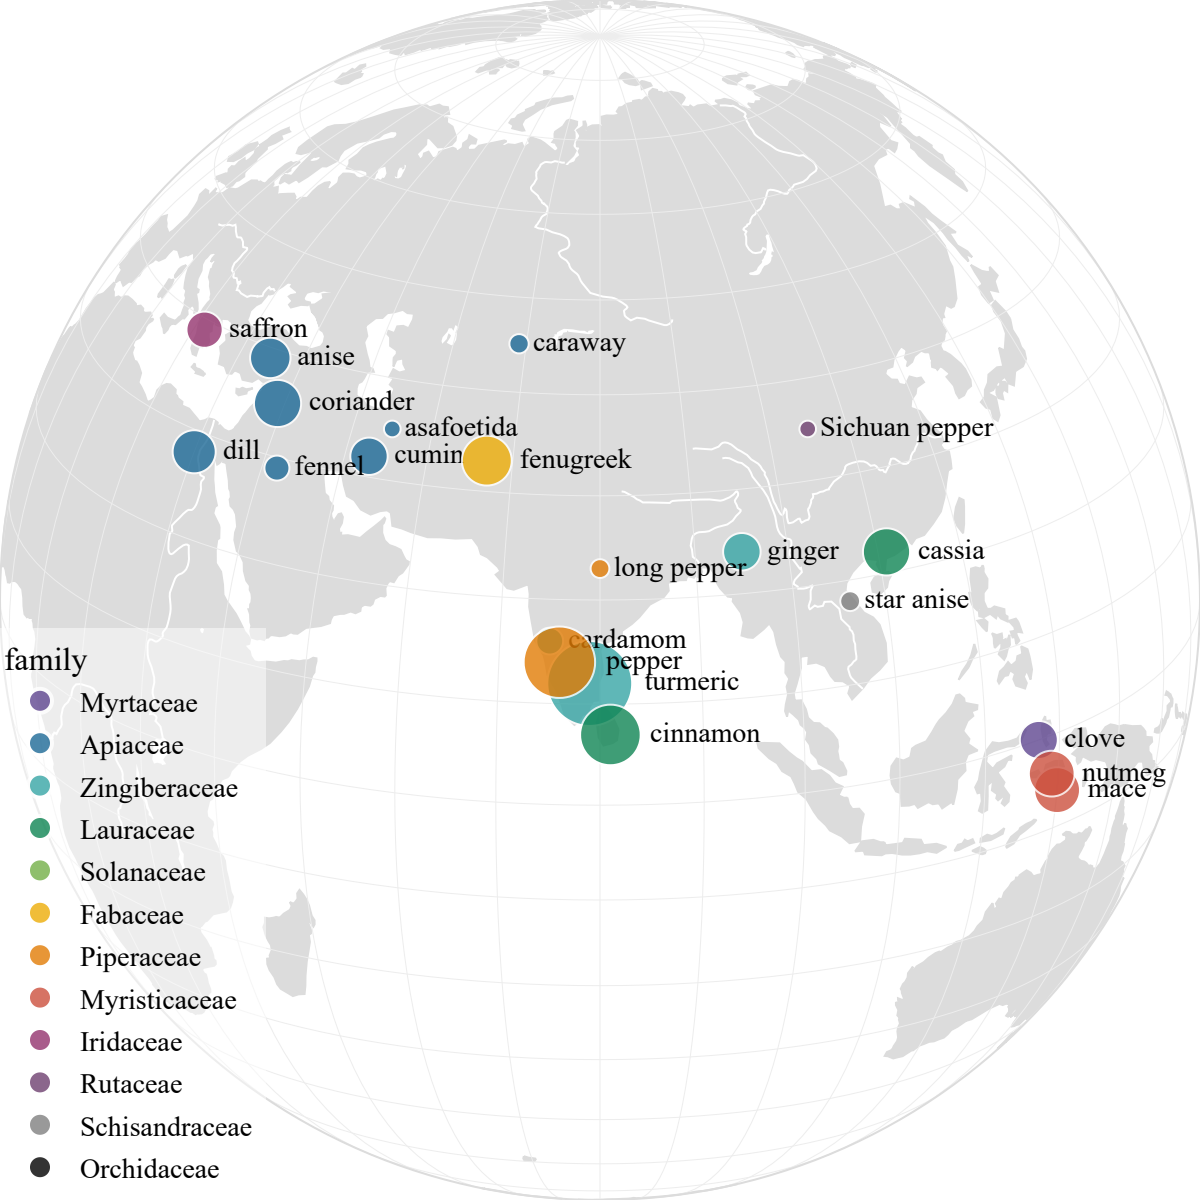 saffron
caraway
anise
coriander
asafoetida
Sichuan pepper
dill
cumin
fenugreek
fennel
ginger
cassia
long pepper
star anise
cardamom
pepper
turmeric
cinnamon
clove
nutmeg
mace
family
Myrtaceae
Apiaceae
Zingiberaceae
Lauraceae
Solanaceae
Fabaceae
Piperaceae
Myristicaceae
Iridaceae
Rutaceae
Schisandraceae
Orchidaceae